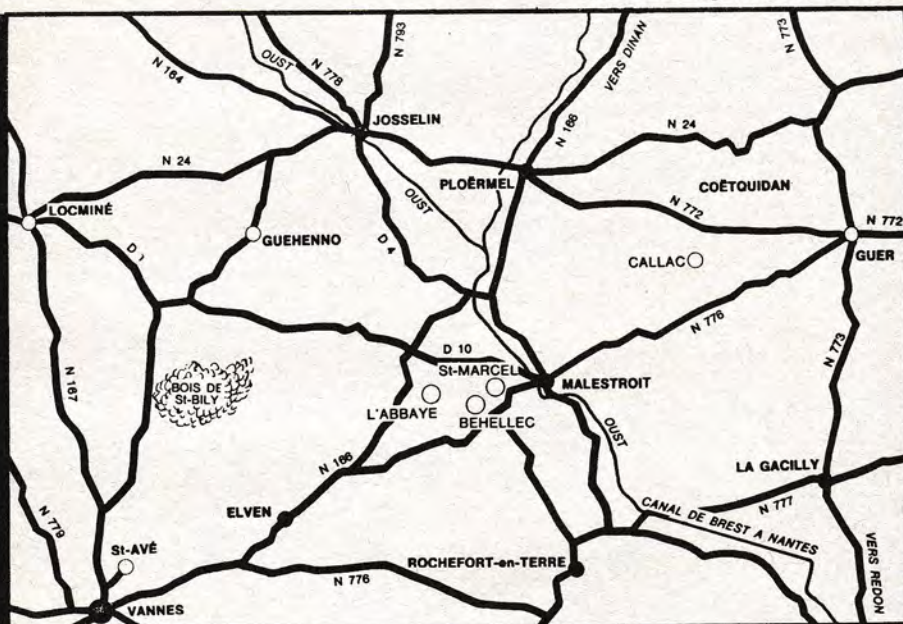 N 164
OUST
N 778
N 793
VERS DINAN
N 773
JOSSELIN
N 166
N 24
N 24
PLOËRMEL
COËTQUIDAN
OUST
LOCMINÉ
GUEHENNO
D 4
N 772
N 772
D 1
CALLAC
GUER
N 776
D 10
St-MARCEL
N 773
BOIS DE
St-BILY
MALESTROIT
L'ABBAYE
BEHELLEC
N 167
OUST
N 166
LA GACILLY
ELVEN
CANAL DE BREST A NANTES
N 777
N 779
St-AVÉ
ROCHEFORT-en-TERRE
N 776
VERS REDON
VANNES